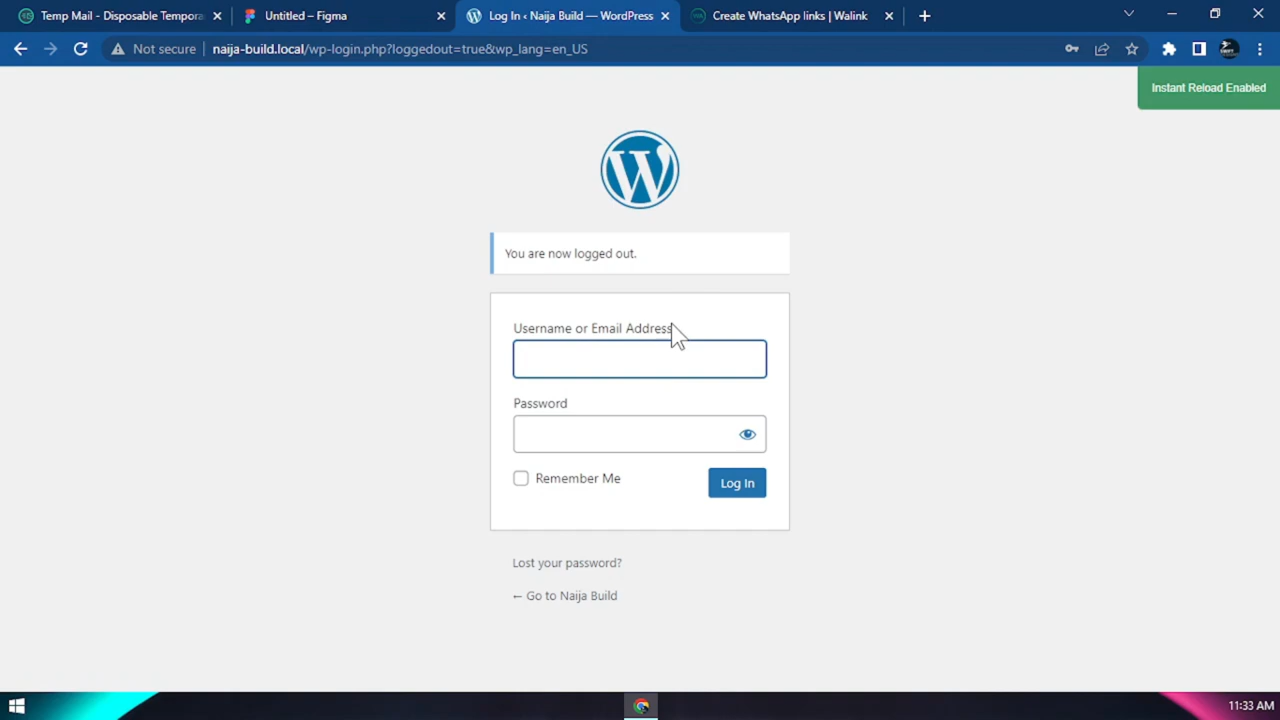 Temp Mail - Disposable Tempora
Untitled – Figma
Log In ‹ Naija Build — WordPress
Create WhatsApp links | Walink
Not secure
naija-build.local/wp-login.php?loggedout=true&wp_lang=en_US
Instant Reload Enabled
You are now logged out.
Username or Email Address
Password
Remember Me
Log In
Lost your password?
← Go to Naija Build
11:33 AM